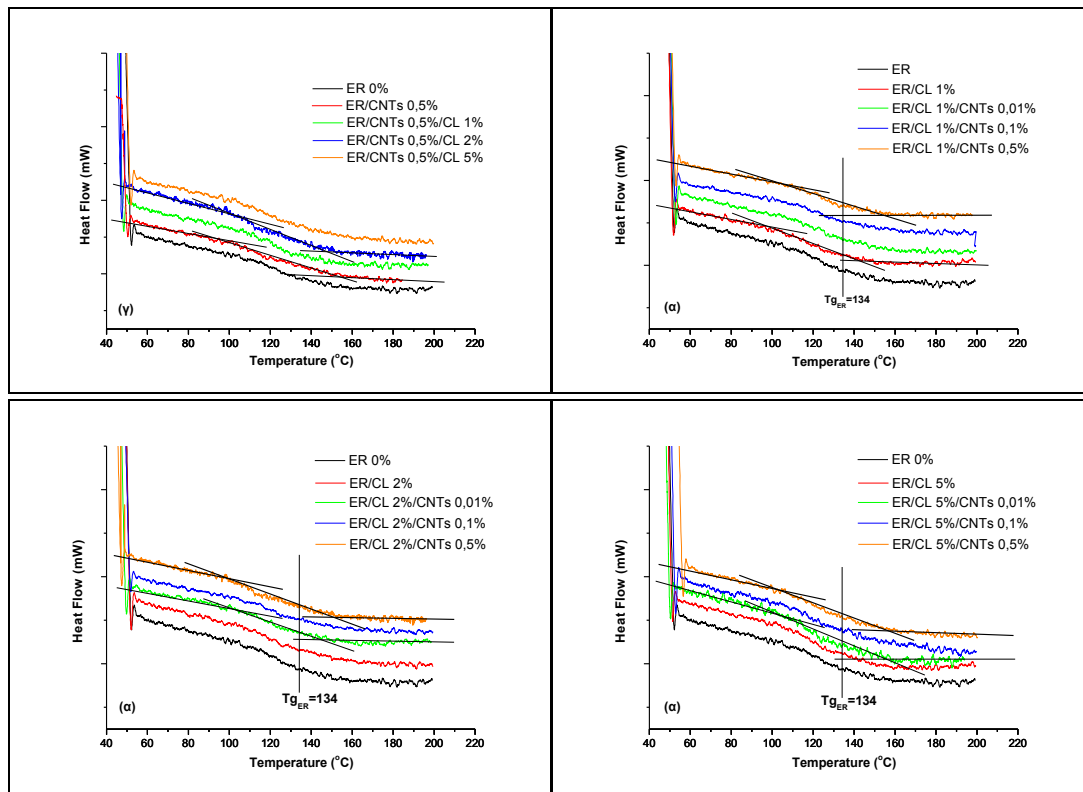 ER 0%
ER/CNTs 0,5%
ER/CNTs 0,5%/CL 1%
ER/CNTs 0,5%/CL 2%
ER/CNTs 0,5%/CL 5%
Heat Flow (mW)
(γ)
40 60 80 100 120 140 160 180 200 220
Temperature (°C)
ER
ER/CL 1%
ER/CL 1%/CNTs 0,01%
ER/CL 1%/CNTs 0,1%
ER/CL 1%/CNTs 0,5%
Heat Flow (mW)
(α)
TgER=134
40 60 80 100 120 140 160 180 200 220
Temperature (°C)
ER 0%
ER/CL 2%
ER/CL 2%/CNTs 0,01%
ER/CL 2%/CNTs 0,1%
ER/CL 2%/CNTs 0,5%
Heat Flow (mW)
(α)
TgER=134
40 60 80 100 120 140 160 180 200 220
Temperature (°C)
ER 0%
ER/CL 5%
ER/CL 5%/CNTs 0,01%
ER/CL 5%/CNTs 0,1%
ER/CL 5%/CNTs 0,5%
Heat Flow (mW)
(α)
TgER=134
40 60 80 100 120 140 160 180 200 220
Temperature (°C)